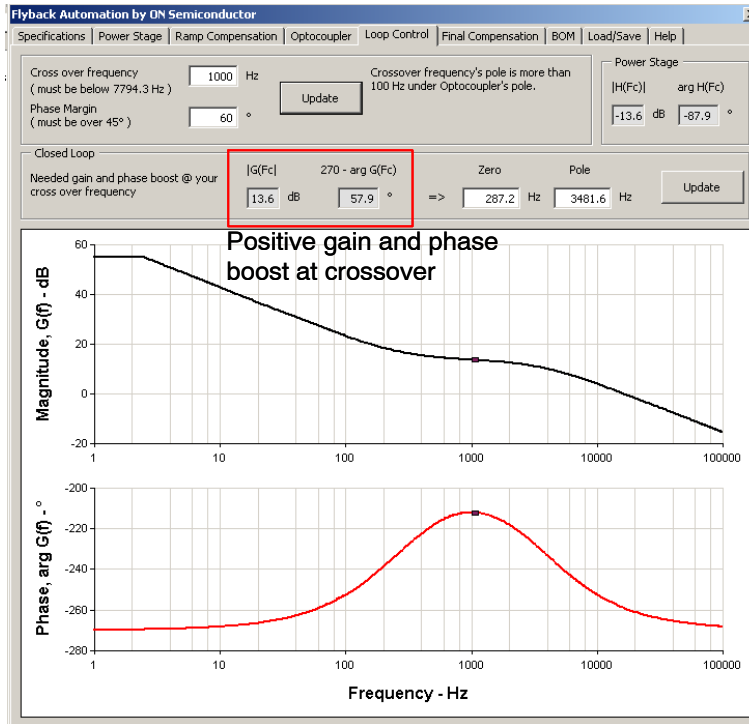 Flyback Automation by ON Semiconductor
Specifications | Power Stage | Ramp Compensation | Optocoupler | Loop Control | Final Compensation | BOM | Load/Save | Help |
Cross over frequency
( must be below 7794.3 Hz )
1000 Hz
Phase Margin
( must be over 45° )
60 °
Update
Crossover frequency's pole is more than
100 Hz under Optocoupler's pole.
Power Stage
|H(Fc)| arg H(Fc)
-13.6 dB -87.9 °
Closed Loop
Needed gain and phase boost @ your
cross over frequency
|G(Fc| 270 - arg G(Fc) Zero Pole
13.6 dB 57.9 ° => 287.2 Hz 3481.6 Hz
Update
Positive gain and phase
boost at crossover
Magnitude, G(f) - dB
60
40
20
0
-20
1 10 100 1000 10000 100000
Phase, arg G(f) - °
-200
-220
-240
-260
-280
1 10 100 1000 10000 100000
Frequency - Hz